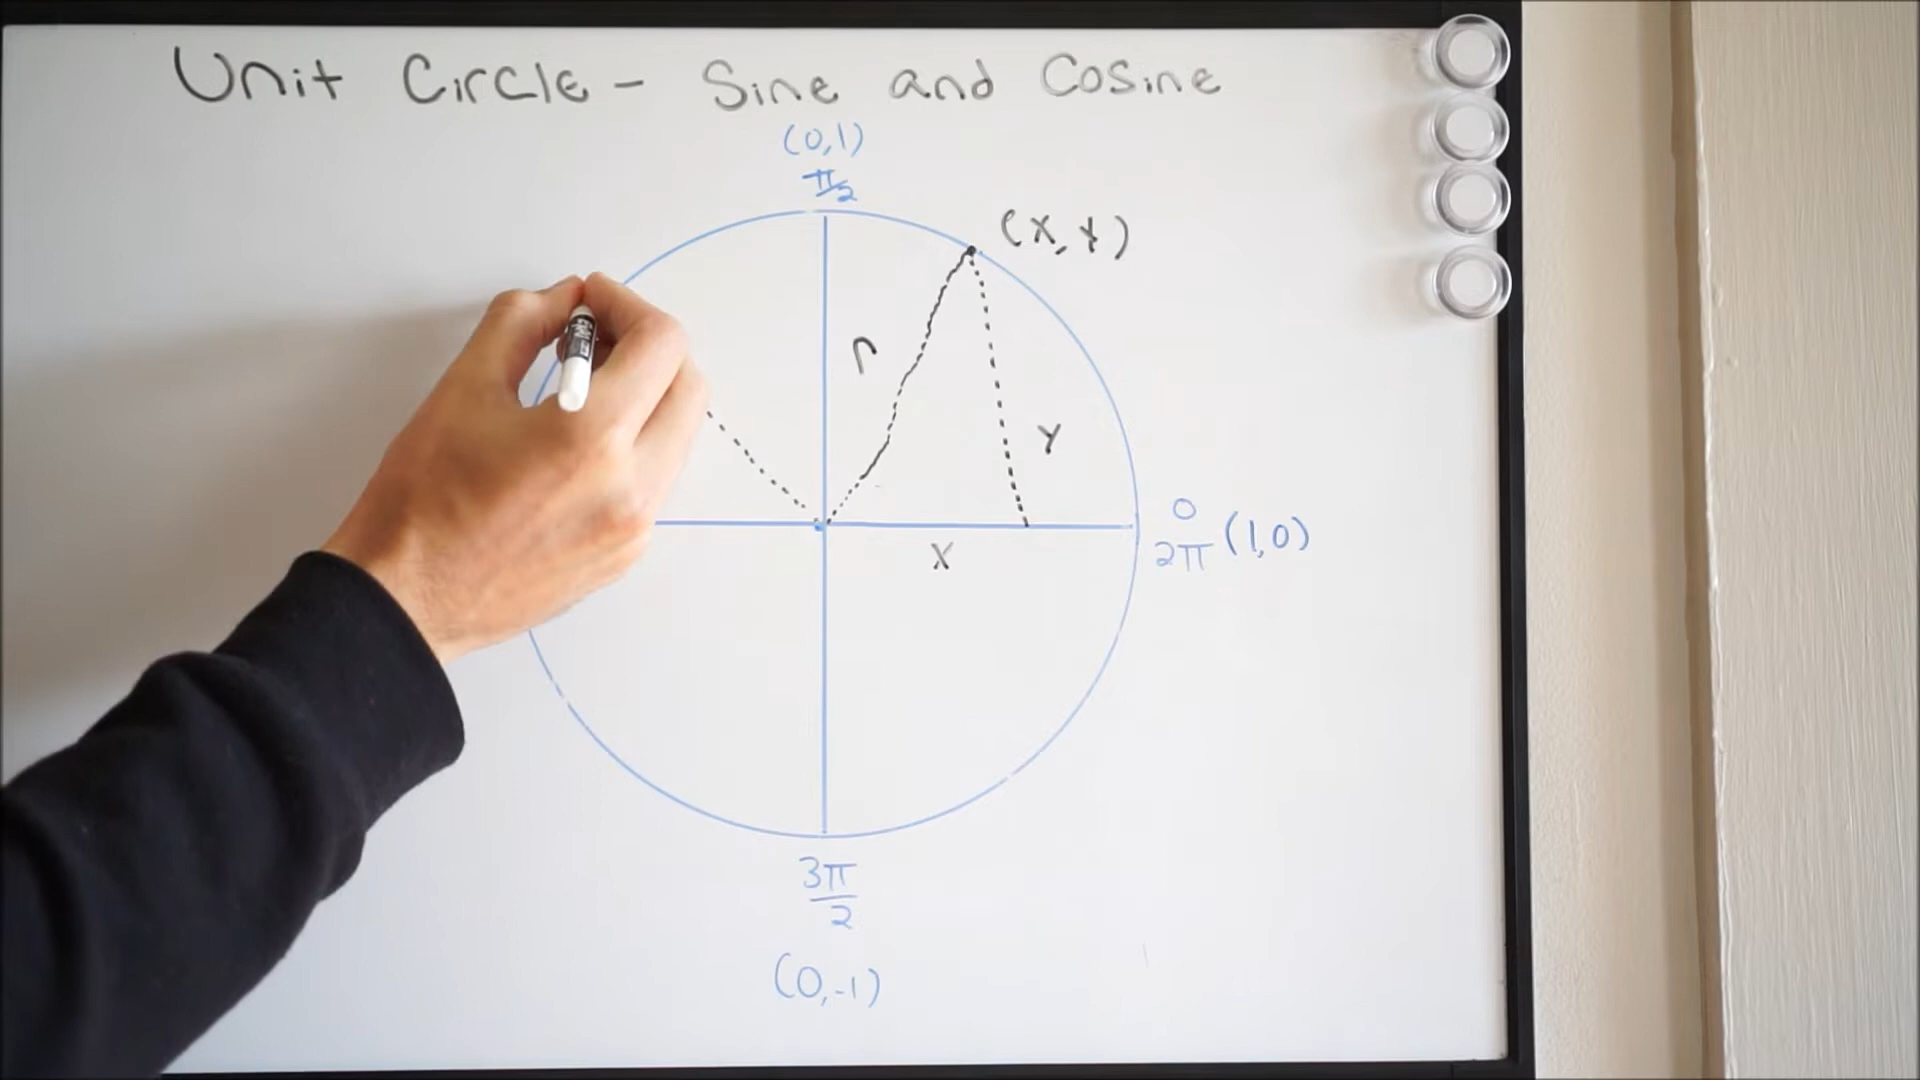 Unit Circle - Sine and Cosine
(0,1)
π/2
(x,y)
r
y
0
2π (1,0)
x
3π
2
(0,-1)